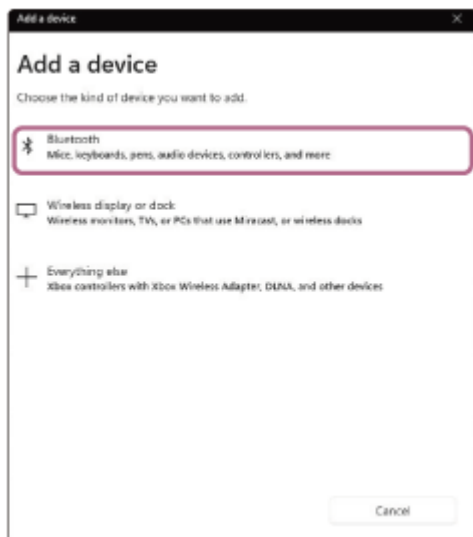 Add a device
Add a device
Choose the kind of device you want to add.
Bluetooth
Mice, keyboards, pens, audio devices, controllers, and more
Wireless display or dock
Wireless monitors, TVs, or PCs that use Miracast, or wireless docks
Everything else
Xbox controllers with Xbox Wireless Adapter, DLNA, and other devices
Cancel